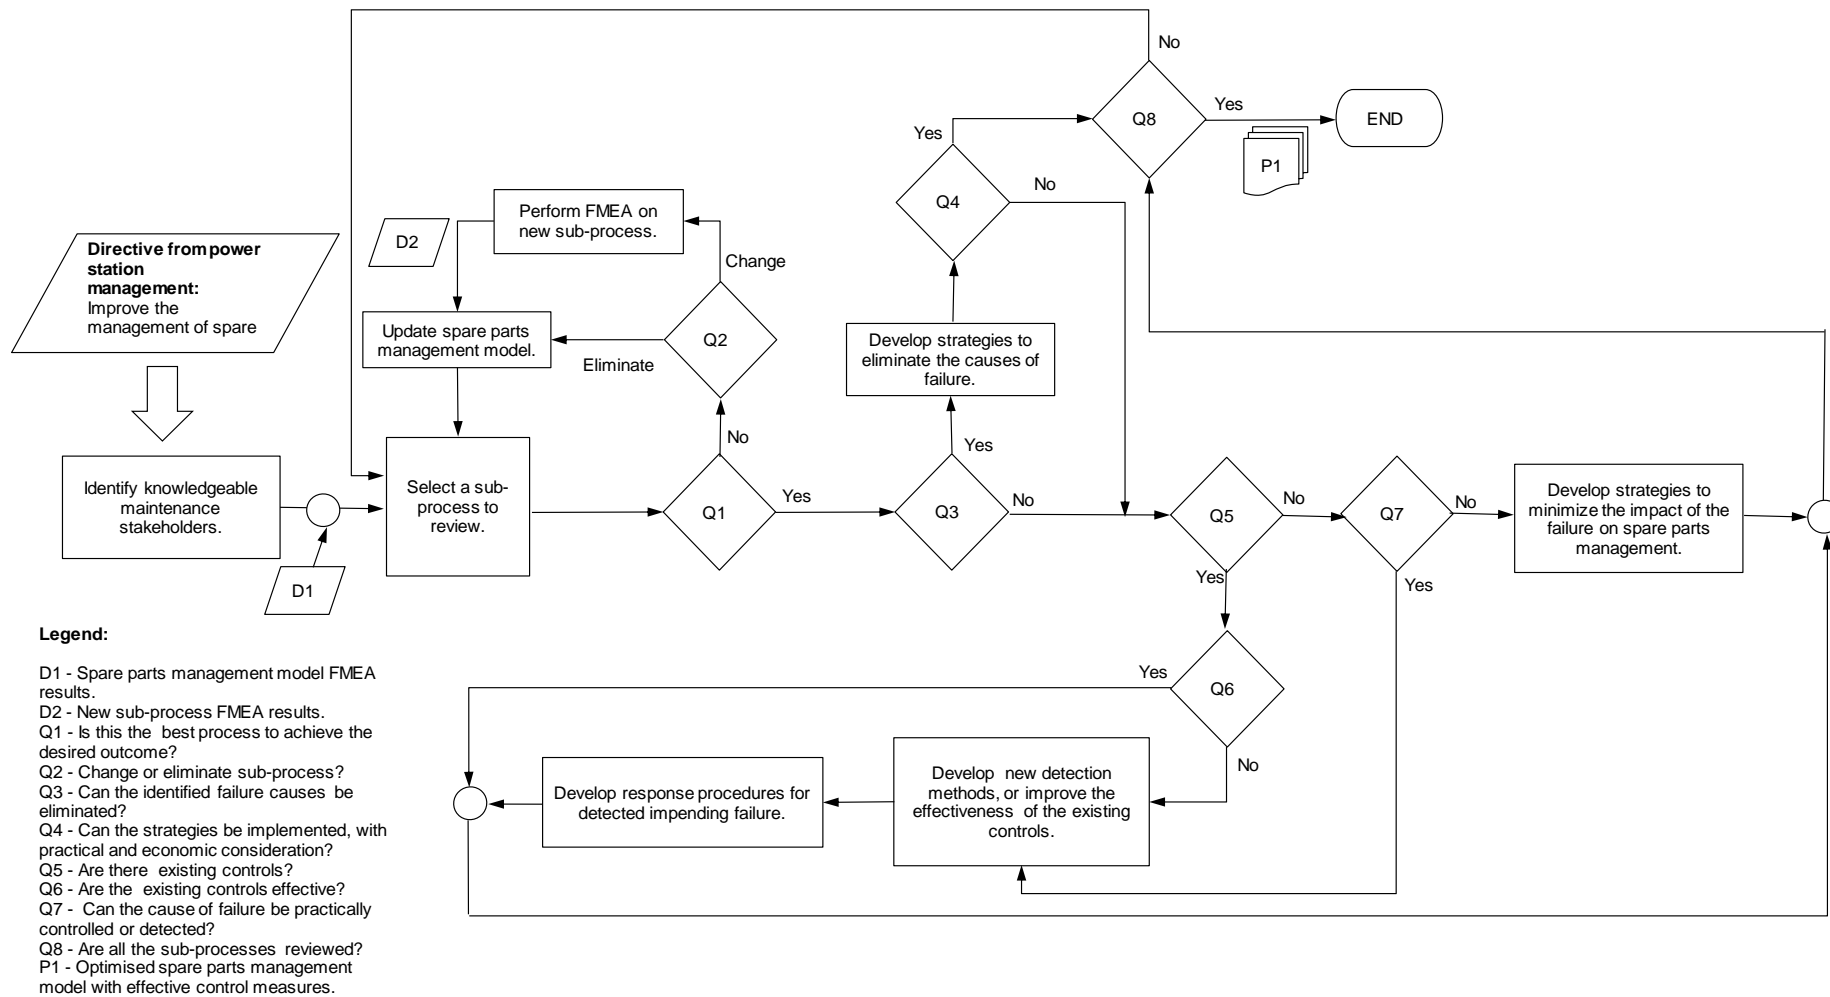 No
Q8
Yes
END
P1
Yes
Q4
No
Perform FMEA on
new sub-process.
D2
Change
Directive from power
station
management:
Improve the
management of spare
Update spare parts
management model.
Q2
Eliminate
Develop strategies to
eliminate the causes of
failure.
No
Yes
Identify knowledgeable
maintenance
stakeholders.
D1
Select a sub-
process to
review.
Q1
Yes
Q3
No
Q5
No
Q7
No
Develop strategies to
minimize the impact of the
failure on spare parts
management.
Yes
Yes
Yes
Q6
No
Develop new detection
methods, or improve the
effectiveness of the existing
controls.
Develop response procedures for
detected impending failure.
Legend:
D1 - Spare parts management model FMEA
results.
D2 - New sub-process FMEA results.
Q1 - Is this the best process to achieve the
desired outcome?
Q2 - Change or eliminate sub-process?
Q3 - Can the identified failure causes be
eliminated?
Q4 - Can the strategies be implemented, with
practical and economic consideration?
Q5 - Are there existing controls?
Q6 - Are the existing controls effective?
Q7 - Can the cause of failure be practically
controlled or detected?
Q8 - Are all the sub-processes reviewed?
P1 - Optimised spare parts management
model with effective control measures.